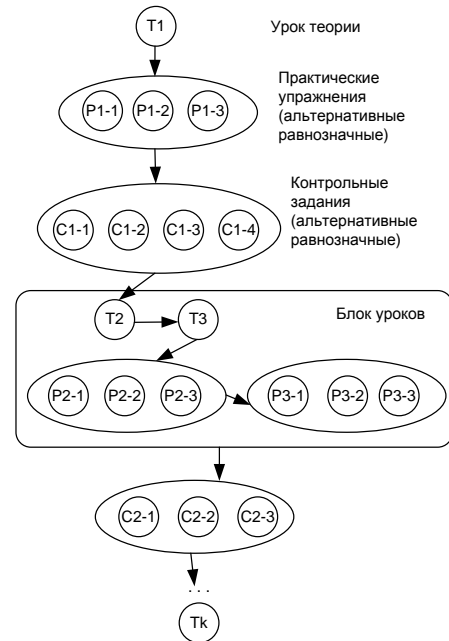 T1
Урок теории
Практические
упражнения
(альтернативные
равнозначные)
P1-1 P1-2 P1-3
Контрольные
задания
(альтернативные
равнозначные)
C1-1 C1-2 C1-3 C1-4
Блок уроков
T2 T3
P2-1 P2-2 P2-3 P3-1 P3-2 P3-3
C2-1 C2-2 C2-3
. . .
Tk